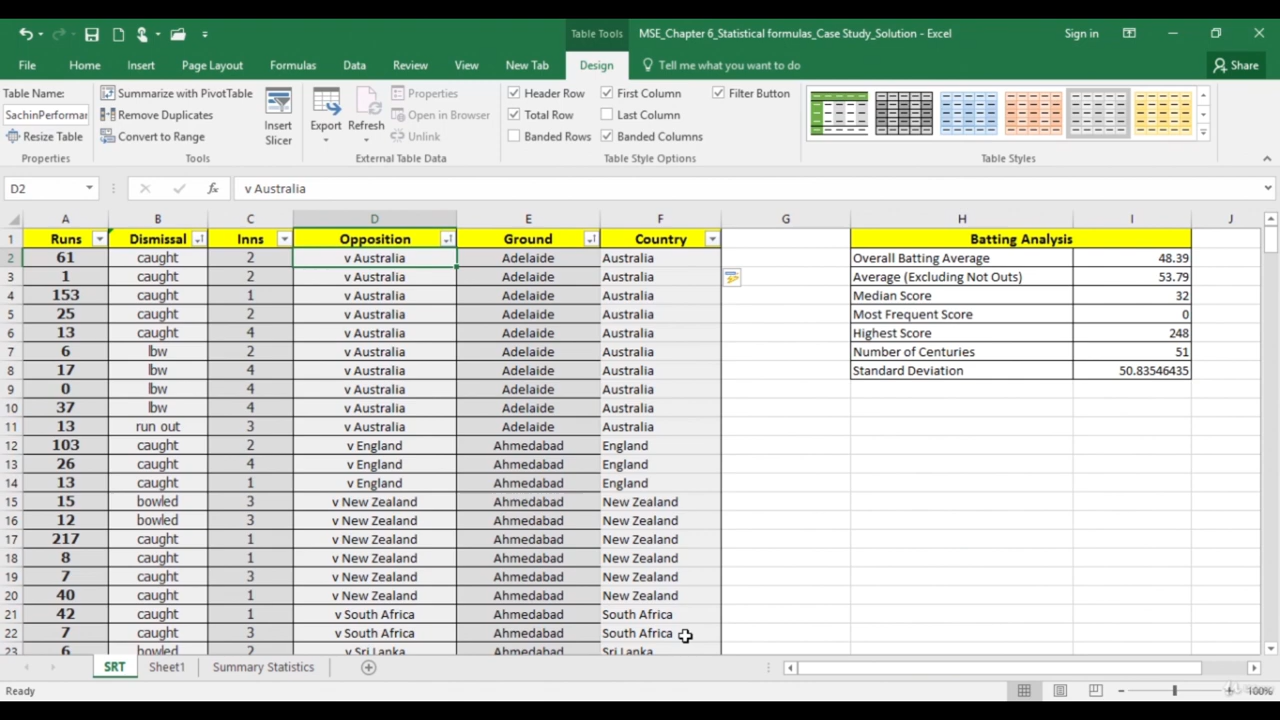 Table Tools MSE_Chapter 6_Statistical formulas_Case Study_Solution - Excel Sign in
File Home Insert Page Layout Formulas Data Review View New Tab Design Tell me what you want to do Share
Table Name: Summarize with PivotTable Properties Header Row First Column Filter Button
SachinPerformar Remove Duplicates Open in Browser Total Row Last Column
Resize Table Convert to Range Insert Slicer Export Refresh Unlink Banded Rows Banded Columns
Properties Tools External Table Data Table Style Options Table Styles
D2 fx v Australia
A B C D E F G H I J
1 Runs Dismissal Inns Opposition Ground Country Batting Analysis
2 61 caught 2 v Australia Adelaide Australia Overall Batting Average 48.39
3 1 caught 2 v Australia Adelaide Australia Average (Excluding Not Outs) 53.79
4 153 caught 1 v Australia Adelaide Australia Median Score 32
5 25 caught 2 v Australia Adelaide Australia Most Frequent Score 0
6 13 caught 4 v Australia Adelaide Australia Highest Score 248
7 6 lbw 2 v Australia Adelaide Australia Number of Centuries 51
8 17 lbw 4 v Australia Adelaide Australia Standard Deviation 50.83546435
9 0 lbw 4 v Australia Adelaide Australia
10 37 lbw 4 v Australia Adelaide Australia
11 13 run out 3 v Australia Adelaide Australia
12 103 caught 2 v England Ahmedabad England
13 26 caught 4 v England Ahmedabad England
14 13 caught 1 v England Ahmedabad England
15 15 bowled 3 v New Zealand Ahmedabad New Zealand
16 12 bowled 3 v New Zealand Ahmedabad New Zealand
17 217 caught 1 v New Zealand Ahmedabad New Zealand
18 8 caught 1 v New Zealand Ahmedabad New Zealand
19 7 caught 3 v New Zealand Ahmedabad New Zealand
20 40 caught 1 v New Zealand Ahmedabad New Zealand
21 42 caught 1 v South Africa Ahmedabad South Africa
22 7 caught 3 v South Africa Ahmedabad South Africa
23 6 bowled 2 v Sri Lanka Ahmedabad Sri Lanka
SRT Sheet1 Summary Statistics
Ready 100%